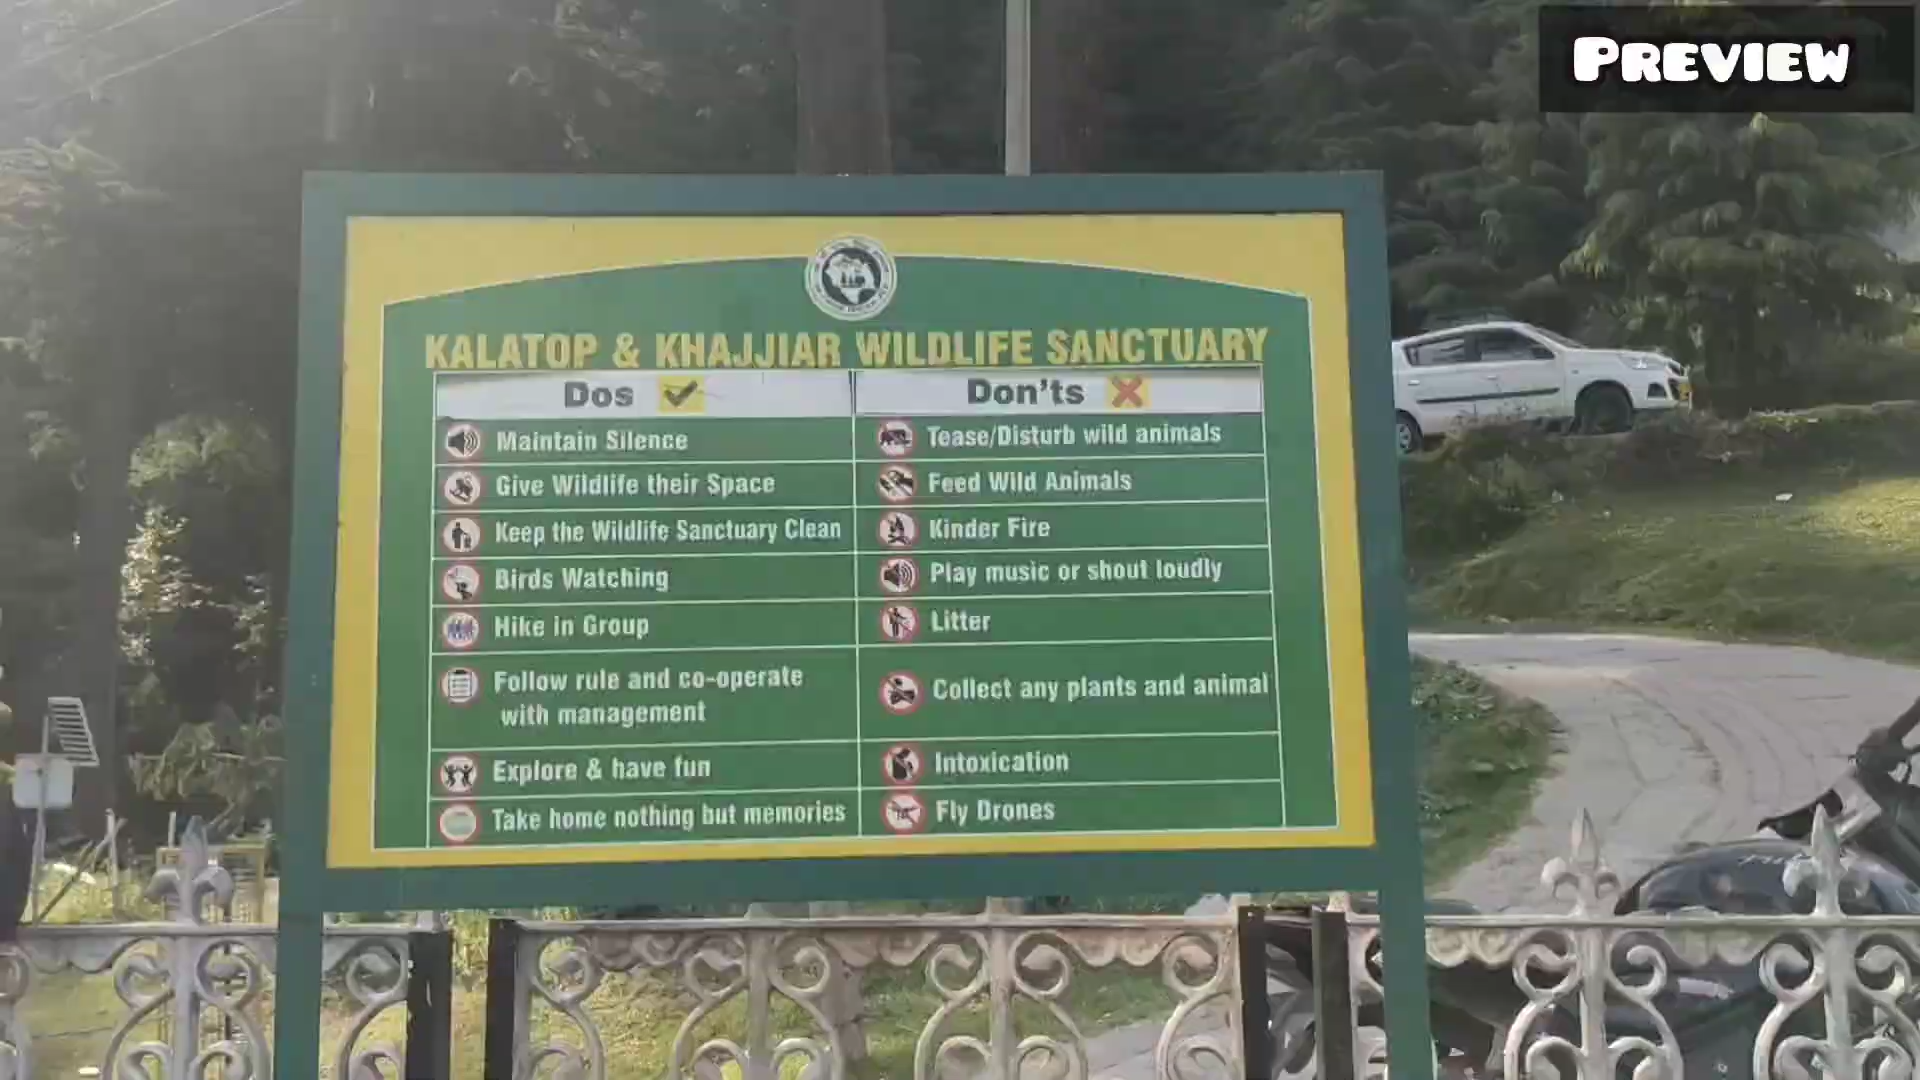 PREVIEW
KALATOP & KHAJJIAR WILDLIFE SANCTUARY
Dos
Don'ts
Maintain Silence
Tease/Disturb wild animals
Give Wildlife their Space
Feed Wild Animals
Keep the Wildlife Sanctuary Clean
Kinder Fire
Birds Watching
Play music or shout loudly
Hike in Group
Litter
Follow rule and co-operate
with management
Collect any plants and animal
Explore & have fun
Intoxication
Take home nothing but memories
Fly Drones